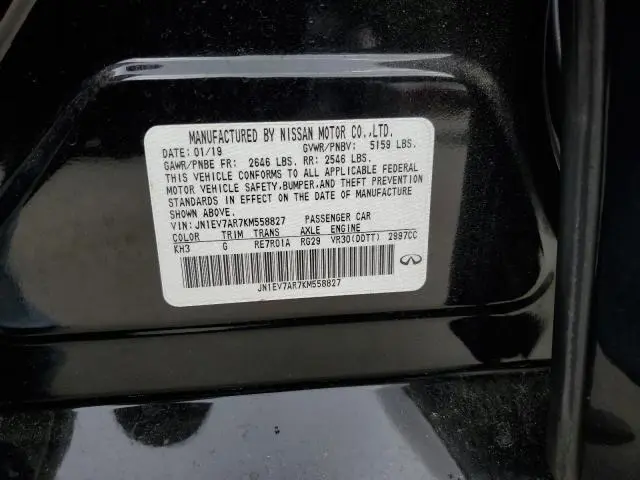 MANUFACTURED BY NISSAN MOTOR CO.,LTD.
DATE: 01/19 GVWR/PNBV: 5159 LBS.
GAWR/PNBE FR: 2646 LBS. RR: 2546 LBS.
THIS VEHICLE CONFORMS TO ALL APPLICABLE FEDERAL
MOTOR VEHICLE SAFETY,BUMPER,AND THEFT PREVENTION
STANDARDS IN EFFECT ON THE DATE OF MANUFACTURE
SHOWN ABOVE.
VIN: JN1EV7AR7KM558827 PASSENGER CAR
COLOR TRIM TRANS AXLE ENGINE
KH3 G RE7R01A RG29 VR30(DDTT) 2997CC
JN1EV7AR7KM558827